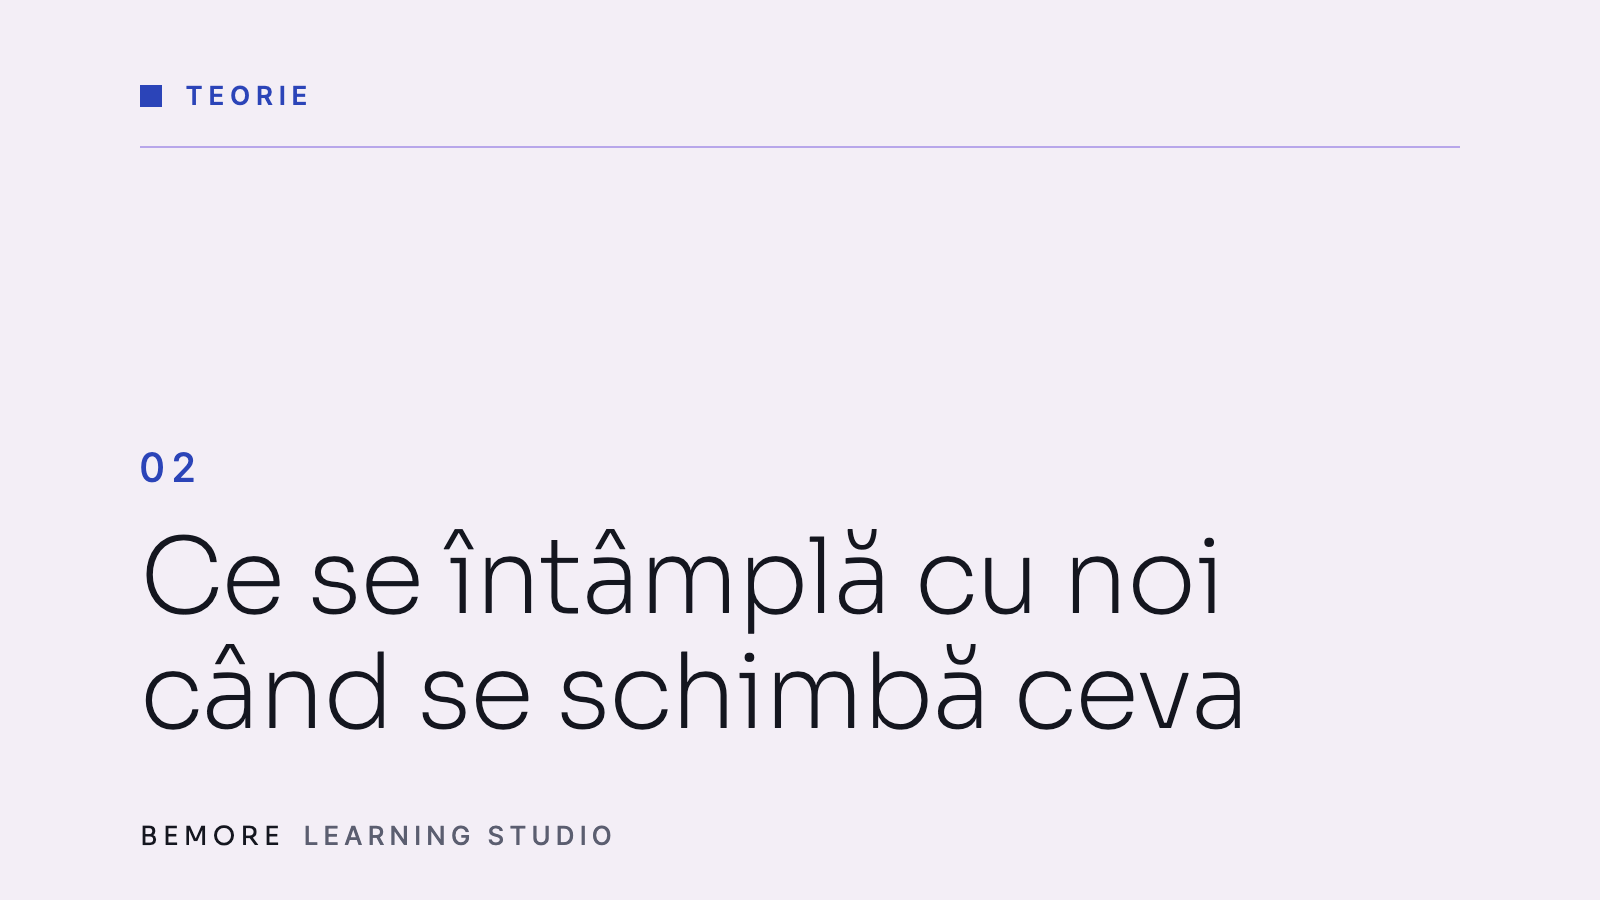 TEORIE
02
Ce se întâmplă cu noi
când se schimbă ceva
BEMORE LEARNING STUDIO